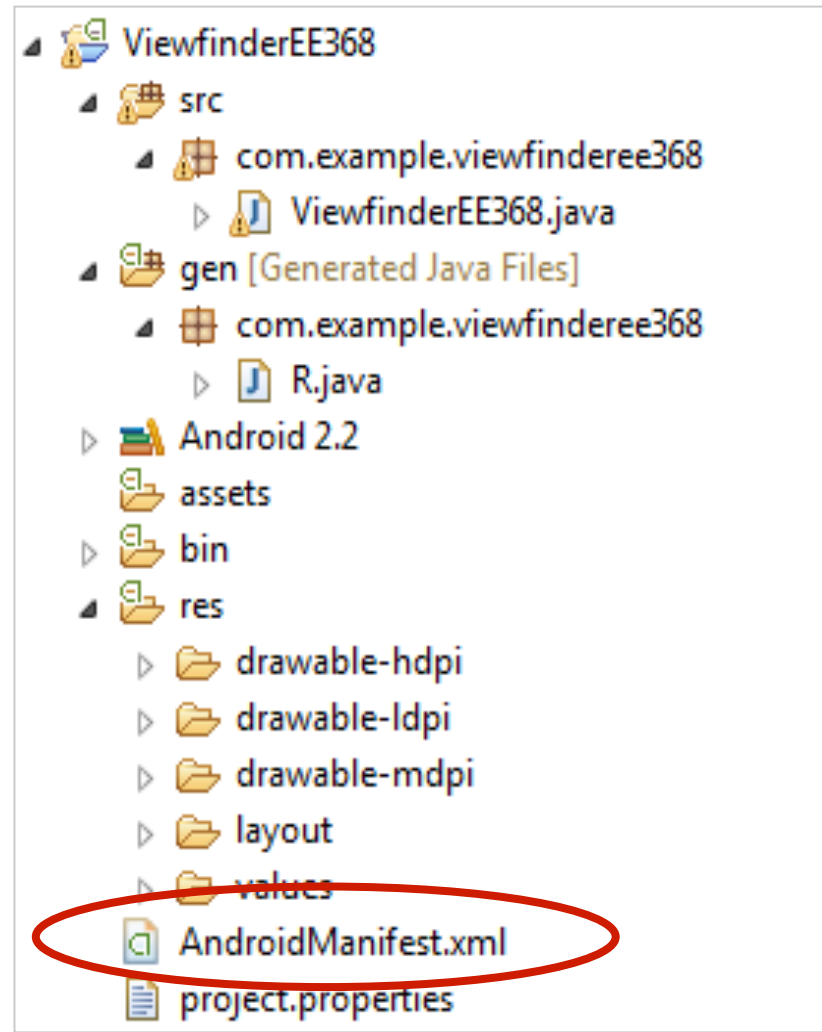 ViewfinderEE368
src
com.example.viewfinderee368
ViewfinderEE368.java
gen [Generated Java Files]
com.example.viewfinderee368
R.java
Android 2.2
assets
bin
res
drawable-hdpi
drawable-ldpi
drawable-mdpi
layout
values
AndroidManifest.xml
project.properties